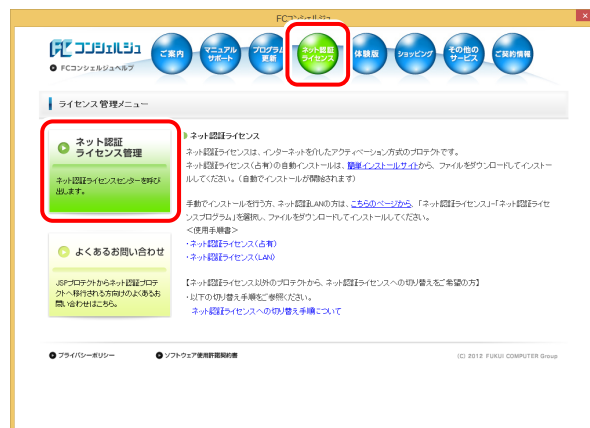 FCコンシェルジュ
FC コンシェルジュ
FCコンシェルジュヘルプ
ご案内
マニュアル
サポート
プログラム
更新
ネット認証
ライセンス
体験版
ショッピング
その他の
サービス
ご契約情報
ライセンス管理メニュー
ネット認証
ライセンス管理
ネット認証ライセンスセンターを呼び
出します。
よくあるお問い合わせ
JSPプロテクトからネット認証プロテ
クトへ移行される方向けのよくあるお
問い合わせはこちら。
ネット認証ライセンス
ネット認証ライセンスは、インターネットを介したアクティベーション方式のプロテクトです。
ネット認証ライセンス(占有)の自動インストールは、簡単インストールサイトから、ファイルをダウンロードしてインストー
ルしてください。(自動でインストールが開始されます)
手動でインストールを行う方、ネット認証LANの方は、こちらのページから、「ネット認証ライセンス」-「ネット認証ライセ
ンスプログラム」を選択し、ファイルをダウンロードしてインストールしてください。
<使用手順書>
・ネット認証ライセンス(占有)
・ネット認証ライセンス(LAN)
【ネット認証ライセンス以外のプロテクトから、ネット認証ライセンスへの切り替えをご希望の方】
・以下の切り替え手順をご参照ください。
ネット認証ライセンスへの切り替え手順について
プライバシーポリシー
ソフトウェア使用許諾契約書
(C) 2012 FUKUI COMPUTER Group